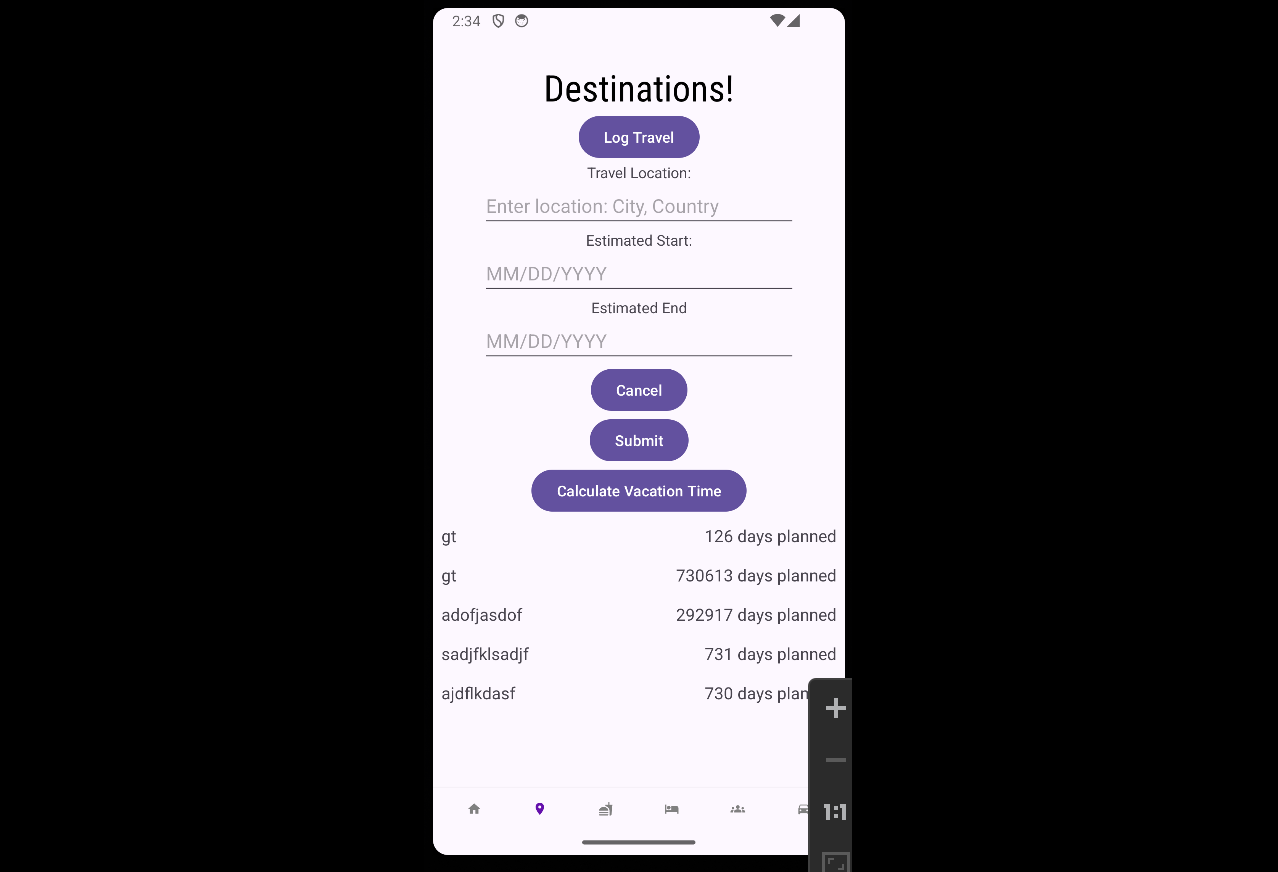 2:34
Destinations!
Log Travel
Travel Location:
Enter location: City, Country
Estimated Start:
MM/DD/YYYY
Estimated End
MM/DD/YYYY
Cancel
Submit
Calculate Vacation Time
gt 126 days planned
gt 730613 days planned
adofjasdof 292917 days planned
sadjfklsadjf 731 days planned
ajdflkdasf 730 days plan
1:1